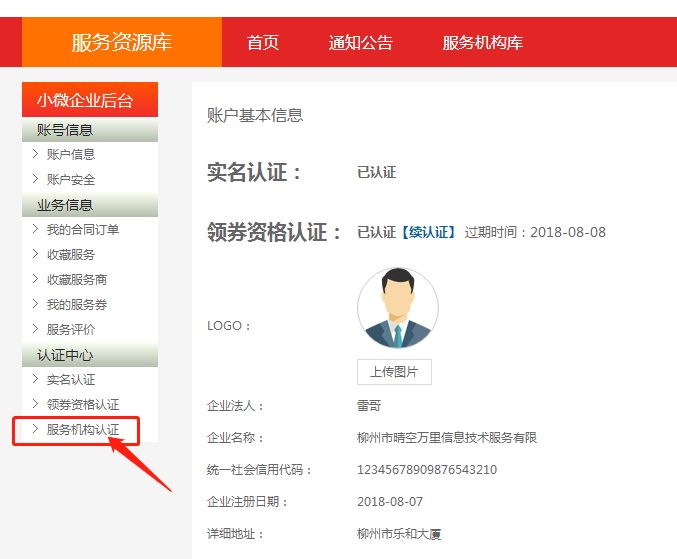 服务资源库 首页 通知公告 服务机构库
小微企业后台
账号信息
账户信息
账户安全
业务信息
我的合同订单
收藏服务
收藏服务商
我的服务券
服务评价
认证中心
实名认证
领券资格认证
服务机构认证
账户基本信息
实名认证： 已认证
领券资格认证： 已认证【续认证】 过期时间：2018-08-08
LOGO：
上传图片
企业法人： 雷哥
企业名称： 柳州市晴空万里信息技术服务有限
统一社会信用代码： 12345678909876543210
企业注册日期： 2018-08-07
详细地址： 柳州市乐和大厦